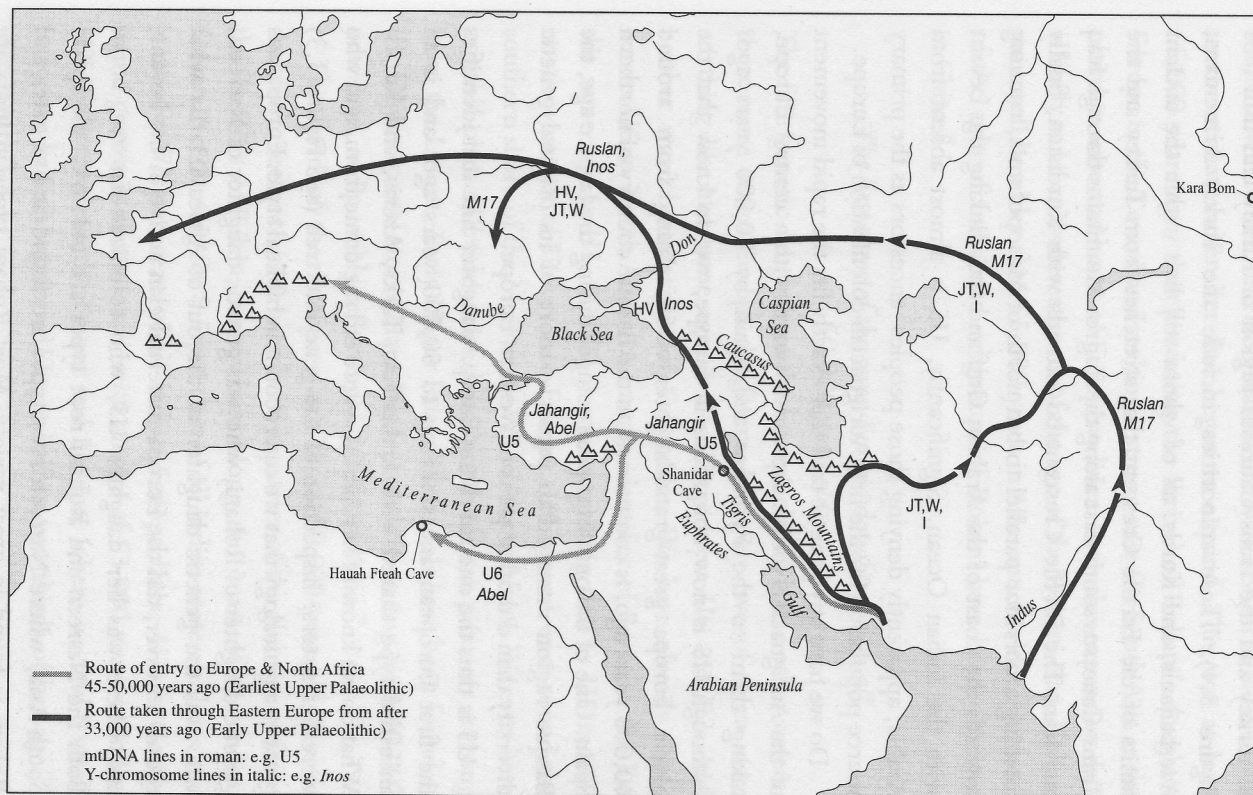 Kara Bom
Ruslan,
Inos
M17
HV,
JT,W
Don
Ruslan
M17
JT,W,
I
Danube
HV
Inos
Caspian
Sea
Black Sea
Caucasus
Ruslan
M17
Jahangir,
Abel
Jahangir
U5
U5
Shanidar
Cave
Zagros Mountains
JT,W,
I
Mediterranean Sea
Tigris
Euphrates
Hauah Fteah Cave
U6
Abel
Gulf
Indus
Arabian Peninsula
Route of entry to Europe & North Africa
45-50,000 years ago (Earliest Upper Palaeolithic)
Route taken through Eastern Europe from after
33,000 years ago (Early Upper Palaeolithic)
mtDNA lines in roman: e.g. U5
Y-chromosome lines in italic: e.g. Inos